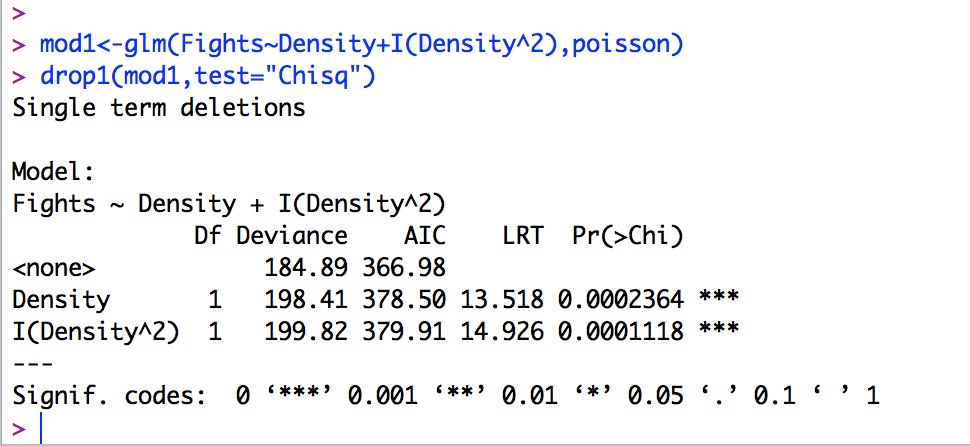 >
> mod1<-glm(Fights~Density+I(Density^2),poisson)
> drop1(mod1,test="Chisq")
Single term deletions

Model:
Fights ~ Density + I(Density^2)
             Df Deviance    AIC    LRT  Pr(>Chi)
<none>            184.89 366.98
Density       1   198.41 378.50 13.518 0.0002364 ***
I(Density^2)  1   199.82 379.91 14.926 0.0001118 ***
---
Signif. codes:  0 ‘***’ 0.001 ‘**’ 0.01 ‘*’ 0.05 ‘.’ 0.1 ‘ ’ 1
>